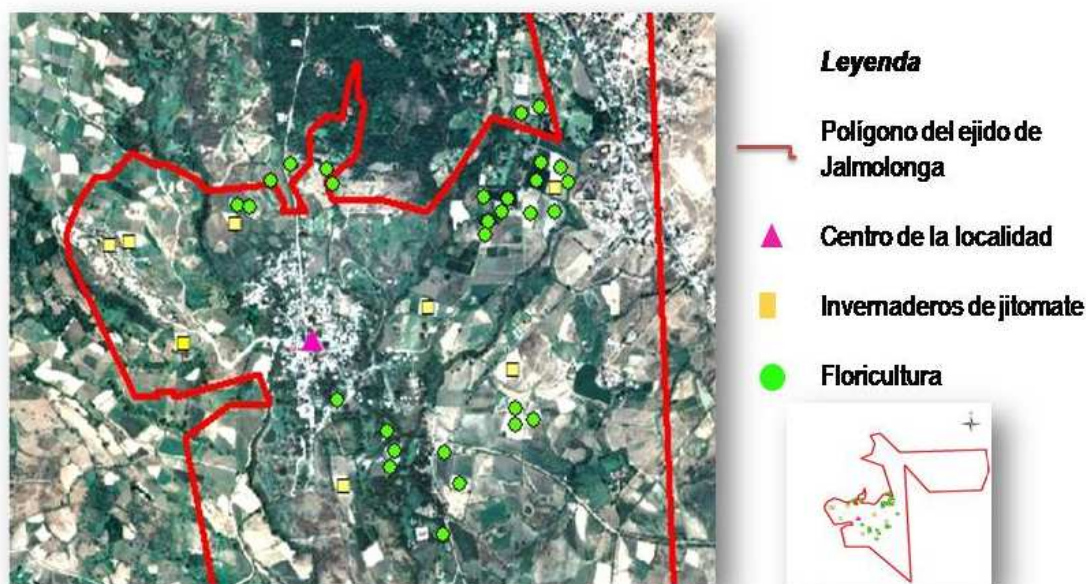 Leyenda
Polígono del ejido de
Jalmolonga
Centro de la localidad
Invernaderos de jitomate
Floricultura